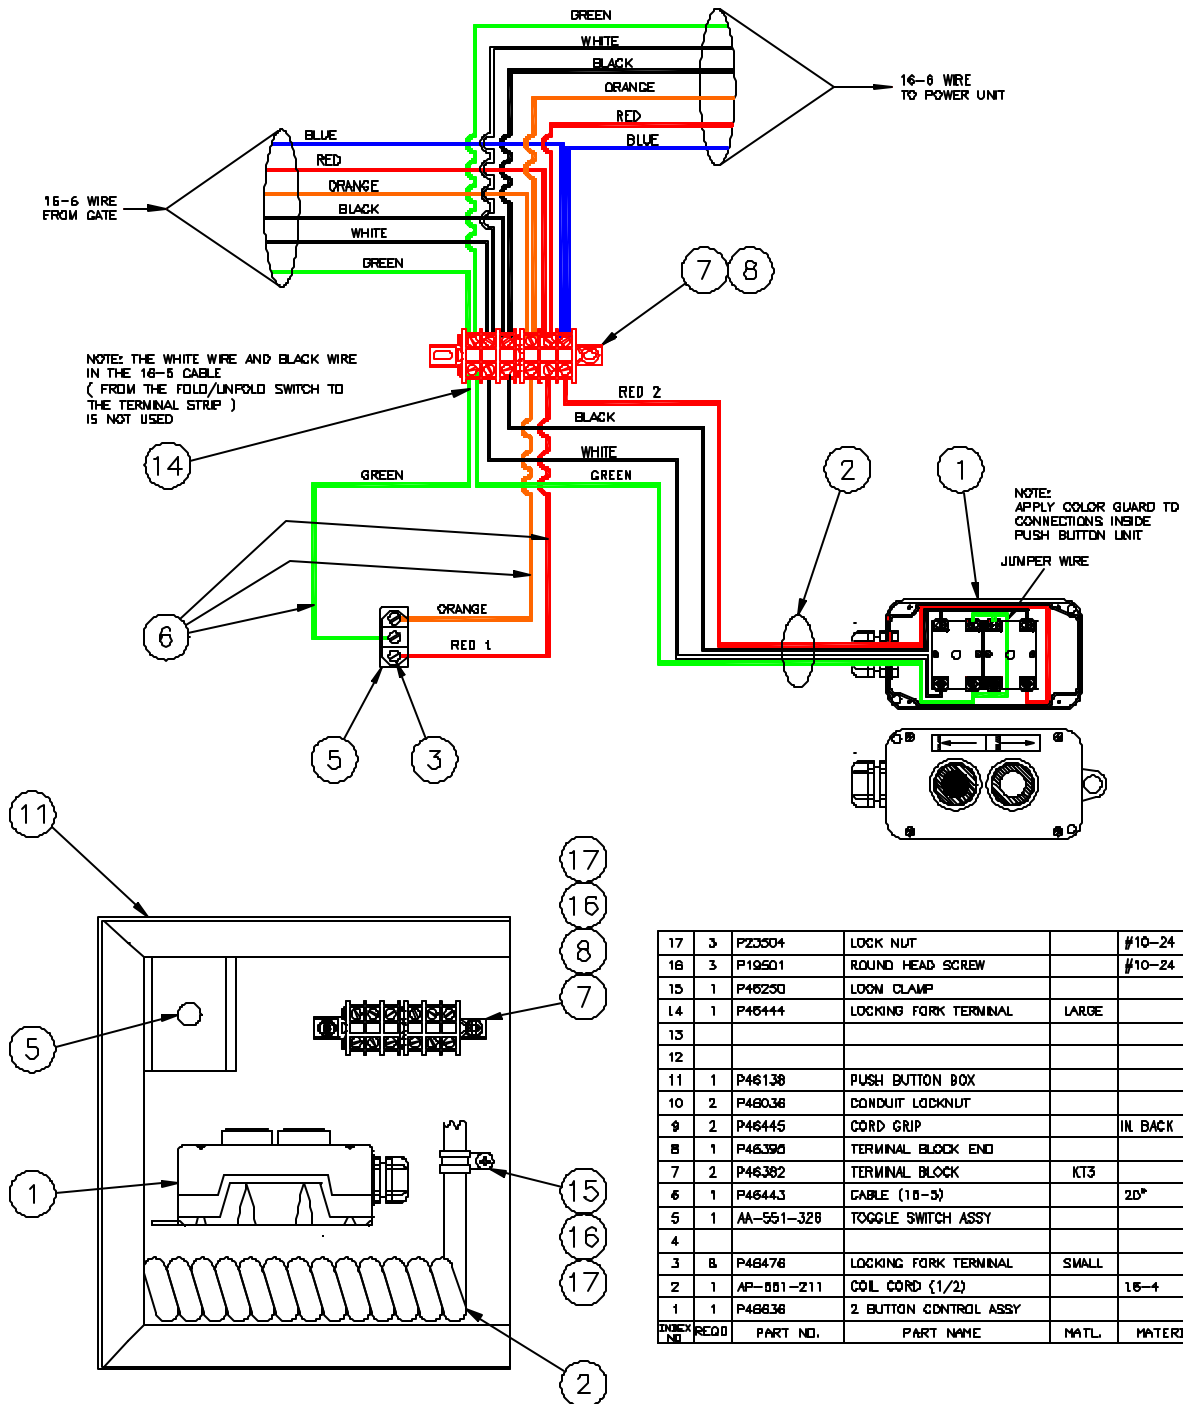 GREEN
WHITE
BLACK
ORANGE
RED
BLUE
16-6 WIRE
TO POWER UNIT
BLUE
RED
ORANGE
BLACK
WHITE
GREEN
16-6 WIRE
FROM GATE
7 8
NOTE: THE WHITE WIRE AND BLACK WIRE
IN THE 16-5 CABLE
( FROM THE FOLD/UNFOLD SWITCH TO
THE TERMINAL STRIP )
IS NOT USED
RED 2
BLACK
WHITE
GREEN
GREEN
14
2
1
NOTE:
APPLY COLOR GUARD TO
CONNECTIONS INSIDE
PUSH BUTTON UNIT
JUMPER WIRE
6
ORANGE
RED 1
5
3
11
17
16
8
7
5
1
15
16
17
2
17 3 P23504 LOCK NUT #10-24
16 3 P19501 ROUND HEAD SCREW #10-24
15 1 P46250 LOOM CLAMP
14 1 P46444 LOCKING FORK TERMINAL LARGE
13
12
11 1 P46138 PUSH BUTTON BOX
10 2 P46036 CONDUIT LOCKNUT
9 2 P46445 CORD GRIP IN BACK
8 1 P46395 TERMINAL BLOCK END
7 2 P46382 TERMINAL BLOCK KT3
6 1 P46443 CABLE (16-5) 20"
5 1 AA-551-328 TOGGLE SWITCH ASSY
4
3 8 P46476 LOCKING FORK TERMINAL SMALL
2 1 AP-551-211 COIL CORD (1/2) 16-4
1 1 P46636 2 BUTTON CONTROL ASSY
INDEX NO REQD PART NO. PART NAME MATL. MATERI